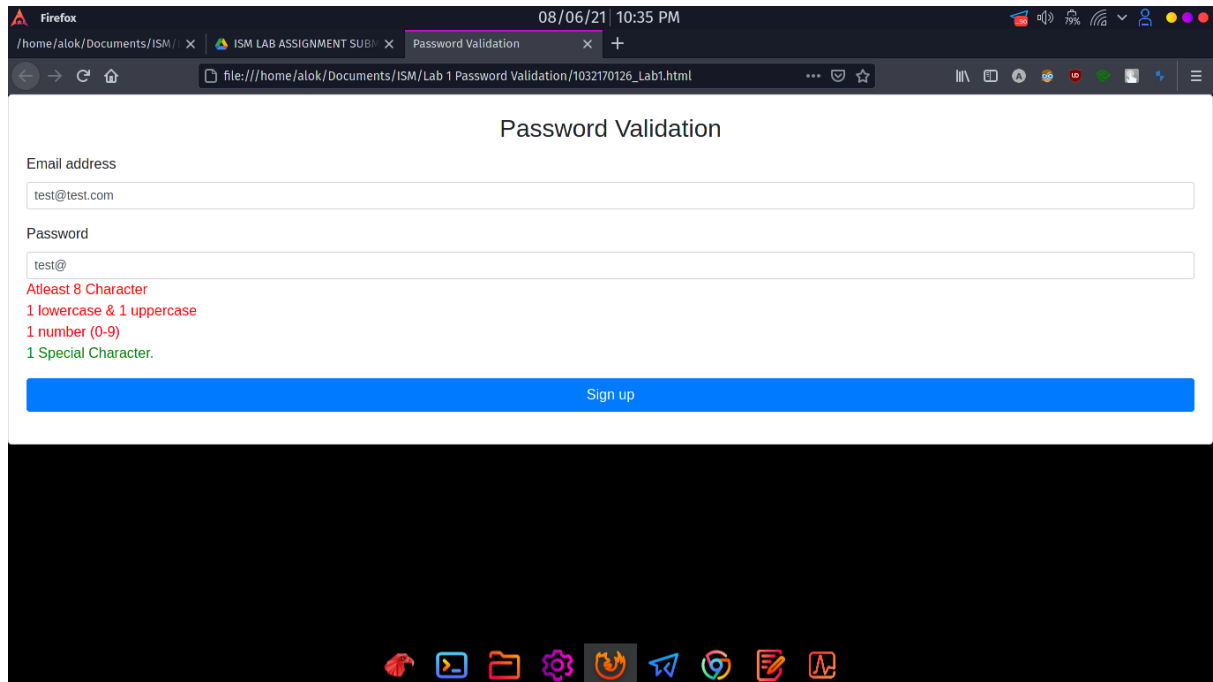 Firefox
08/06/21 10:35 PM
79%
/home/alok/Documents/ISM/
ISM LAB ASSIGNMENT SUBM
Password Validation
file:///home/alok/Documents/ISM/Lab 1 Password Validation/1032170126_Lab1.html
Password Validation
Email address
test@test.com
Password
test@
Atleast 8 Character
1 lowercase & 1 uppercase
1 number (0-9)
1 Special Character.
Sign up